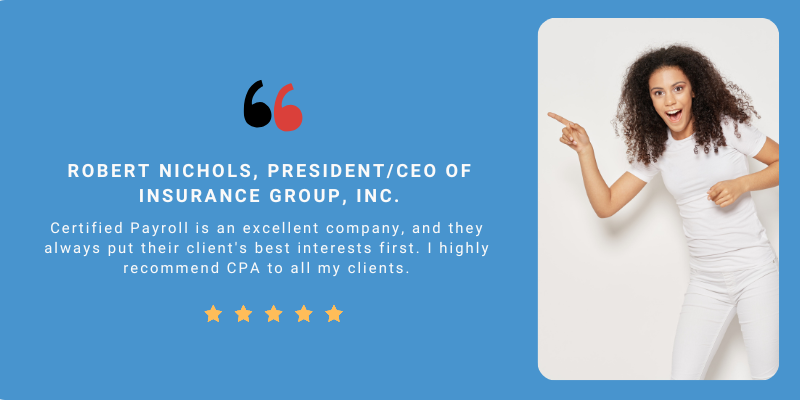 ROBERT NICHOLS, PRESIDENT/CEO OF
INSURANCE GROUP, INC.
Certified Payroll is an excellent company, and they
always put their client's best interests first. I highly
recommend CPA to all my clients.